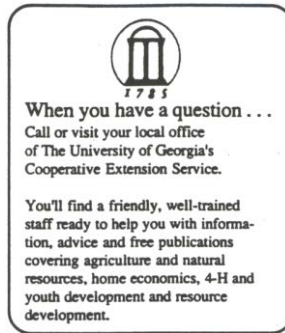 1785
When you have a question . . .
Call or visit your local office
of The University of Georgia's
Cooperative Extension Service.
You'll find a friendly, well-trained
staff ready to help you with informa-
tion, advice and free publications
covering agriculture and natural
resources, home economics, 4-H and
youth development and resource
development.